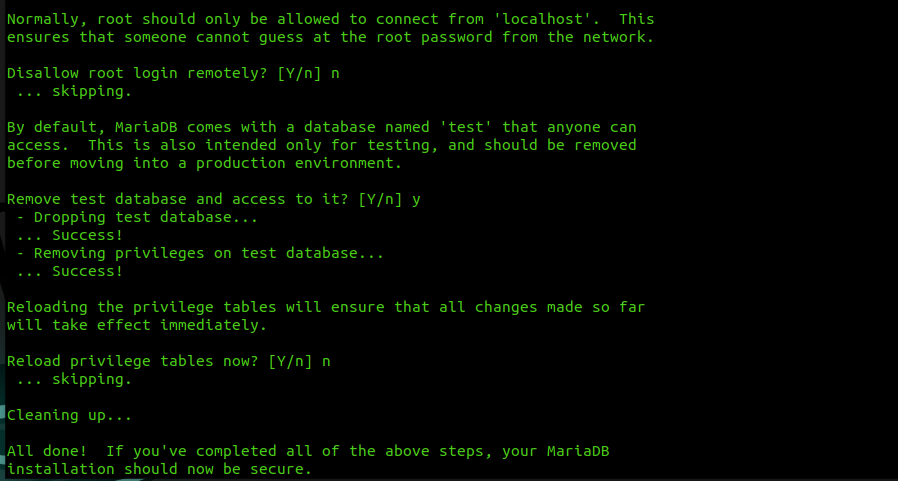 Normally, root should only be allowed to connect from 'localhost'.  This
ensures that someone cannot guess at the root password from the network.
Disallow root login remotely? [Y/n] n
 ... skipping.
By default, MariaDB comes with a database named 'test' that anyone can
access.  This is also intended only for testing, and should be removed
before moving into a production environment.
Remove test database and access to it? [Y/n] y
 - Dropping test database...
 ... Success!
 - Removing privileges on test database...
 ... Success!
Reloading the privilege tables will ensure that all changes made so far
will take effect immediately.
Reload privilege tables now? [Y/n] n
 ... skipping.
Cleaning up...
All done!  If you've completed all of the above steps, your MariaDB
installation should now be secure.